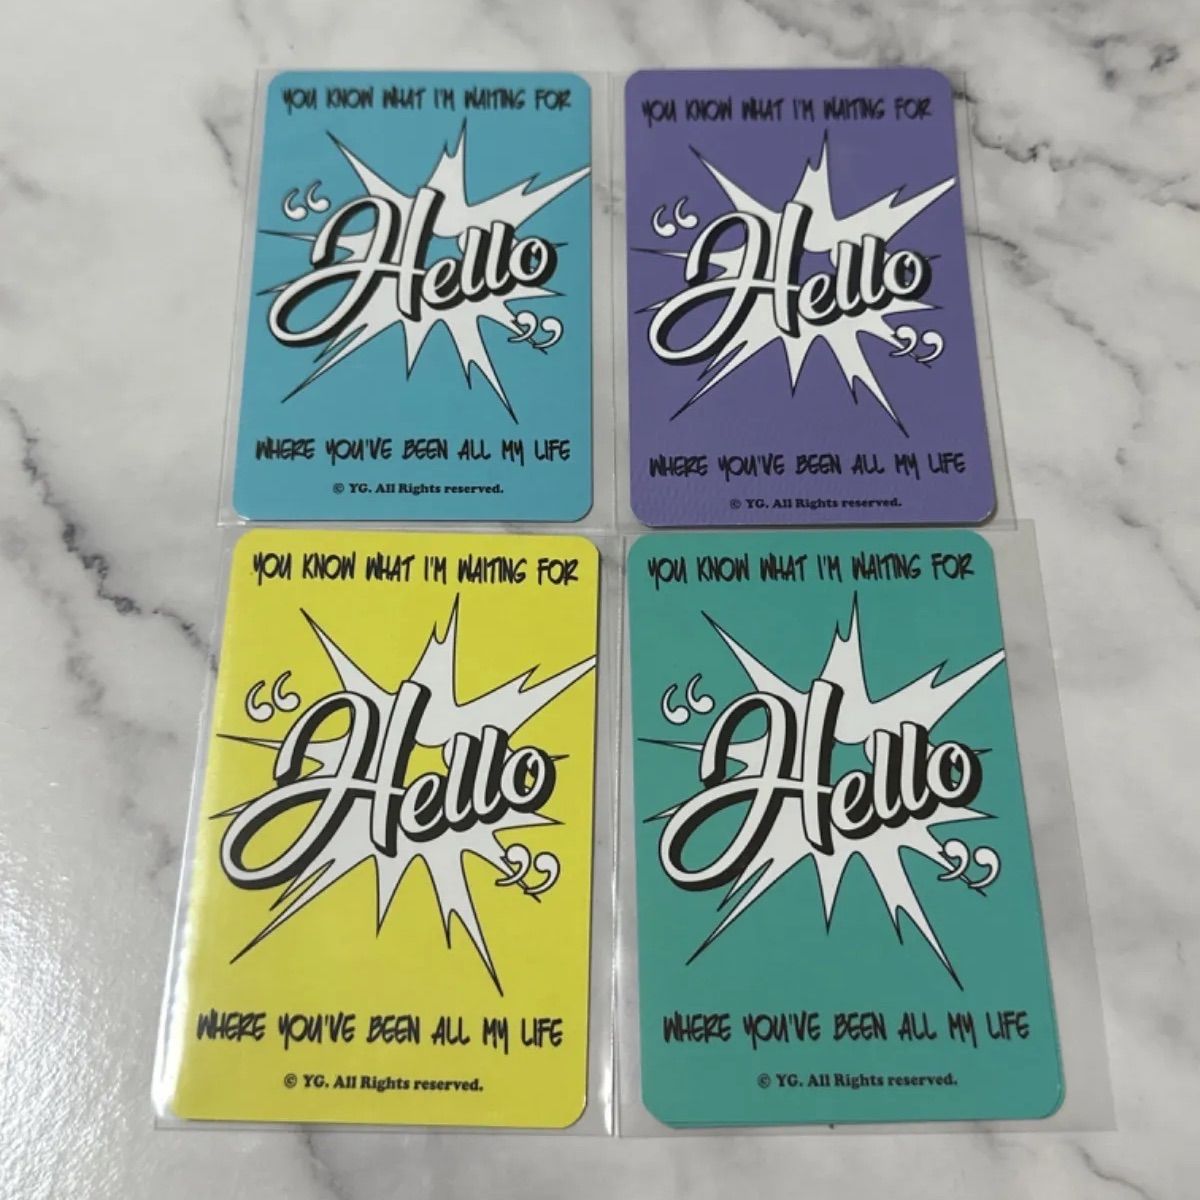 YOU KNOW WHAT I'M WAITING FOR
“Hello”
WHERE YOU'VE BEEN ALL MY LIFE
© YG. All Rights reserved.
YOU KNOW WHAT I'M WAITING FOR
“Hello”
WHERE YOU'VE BEEN ALL MY LIFE
© YG. All Rights reserved.
YOU KNOW WHAT I'M WAITING FOR
“Hello”
WHERE YOU'VE BEEN ALL MY LIFE
© YG. All Rights reserved.
YOU KNOW WHAT I'M WAITING FOR
“Hello”
WHERE YOU'VE BEEN ALL MY LIFE
© YG. All Rights reserved.